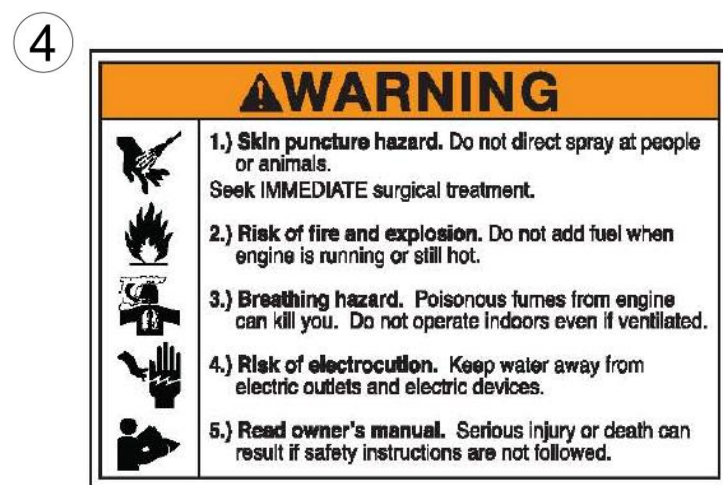 4
⚠WARNING
1.) Skin puncture hazard. Do not direct spray at people
or animals.
Seek IMMEDIATE surgical treatment.
2.) Risk of fire and explosion. Do not add fuel when
engine is running or still hot.
3.) Breathing hazard. Poisonous fumes from engine
can kill you. Do not operate indoors even if ventilated.
4.) Risk of electrocution. Keep water away from
electric outlets and electric devices.
5.) Read owner's manual. Serious injury or death can
result if safety instructions are not followed.